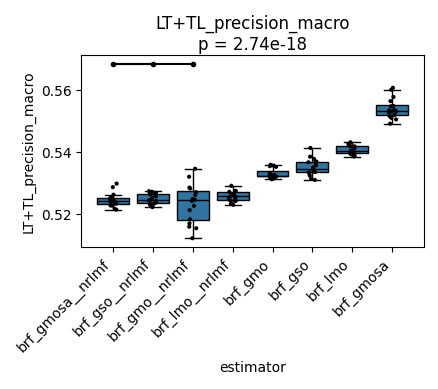 LT+TL_precision_macro
p = 2.74e-18
LT+TL_precision_macro
0.56
0.54
0.52
brf_gmosa__nrlmf
brf_gso__nrlmf
brf_gmo__nrlmf
brf_lmo__nrlmf
brf_gmo
brf_gso
brf_lmo
brf_gmosa
estimator